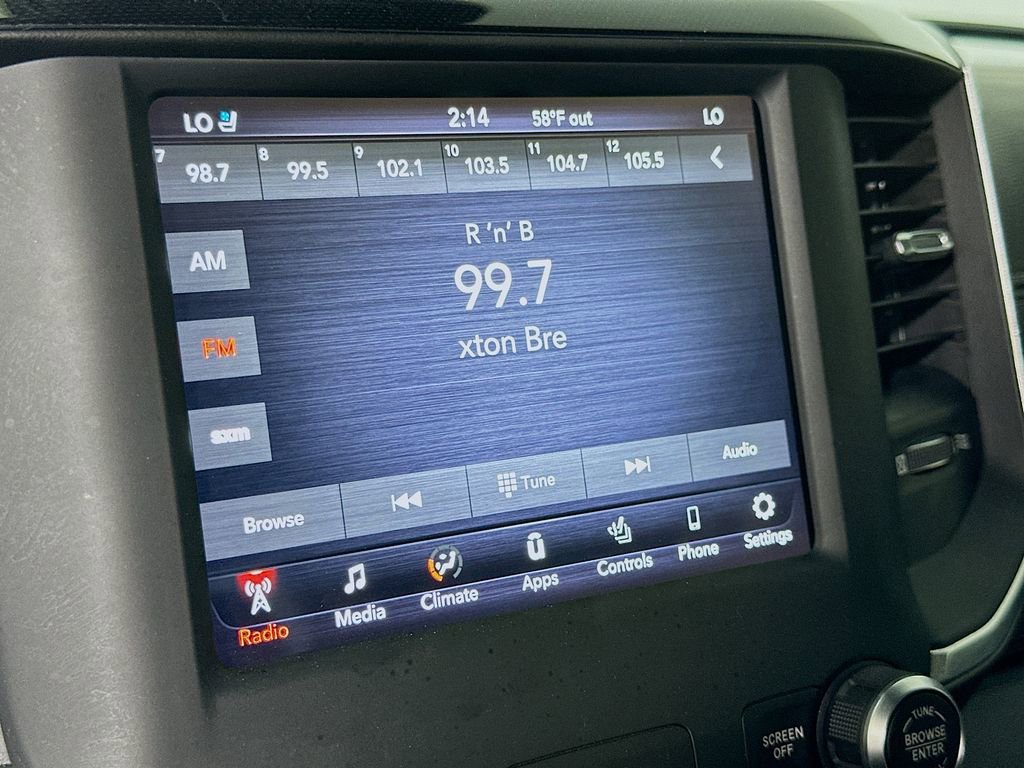 LO 2:14 58°F out LO
7 98.7 8 99.5 9 102.1 10 103.5 11 104.7 12 105.5
R 'n' B
AM
99.7
FM
xton Bre
sxm
Browse Tune Audio
Radio Media Climate Apps Controls Phone Settings
SCREEN
OFF
TUNE
BROWSE
ENTER